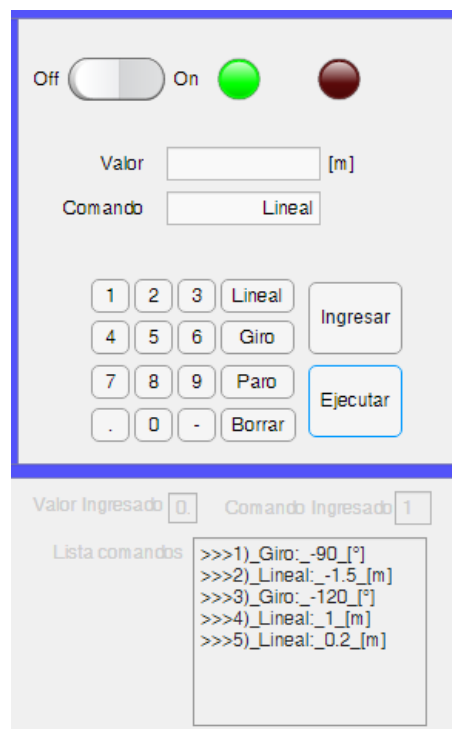 Off On
Valor [m]
Comando Lineal
1 2 3 Lineal
Ingresar
4 5 6 Giro
7 8 9 Paro
Ejecutar
. 0 - Borrar
Valor Ingresado 0. Comando Ingresado 1
Lista comandos
>>>1)_Giro:_-90_[°]
>>>2)_Lineal:_-1.5_[m]
>>>3)_Giro:_-120_[°]
>>>4)_Lineal:_1_[m]
>>>5)_Lineal:_0.2_[m]